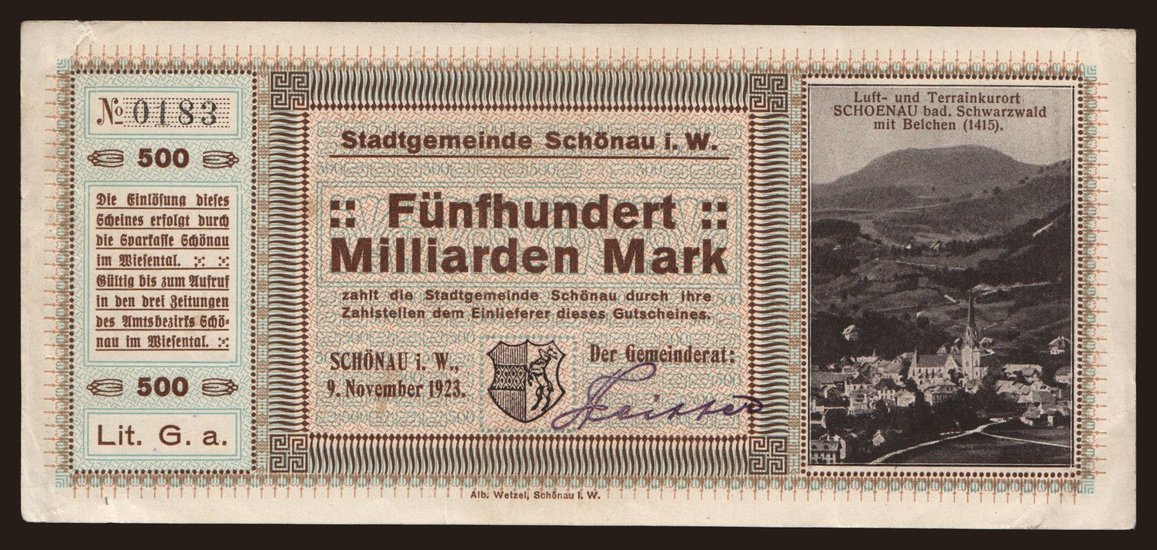 № 0183
500
Die Einlösung dieses
Scheines erfolgt durch
die Sparkasse Schönau
im Wiesental.
Gültig bis zum Aufruf
in den drei Zeitungen
des Amtsbezirks Schö-
nau im Wiesental.
500
Lit. G. a.
Stadtgemeinde Schönau i. W.
Fünfhundert
Milliarden Mark
zahlt die Stadtgemeinde Schönau durch ihre
Zahlstellen dem Einlieferer dieses Gutscheines.
SCHÖNAU i. W.,
9. November 1923.
Der Gemeinderat:
Alb. Wetzel, Schönau i. W.
Luft- und Terrainkurort
SCHOENAU bad. Schwarzwald
mit Belchen (1415).